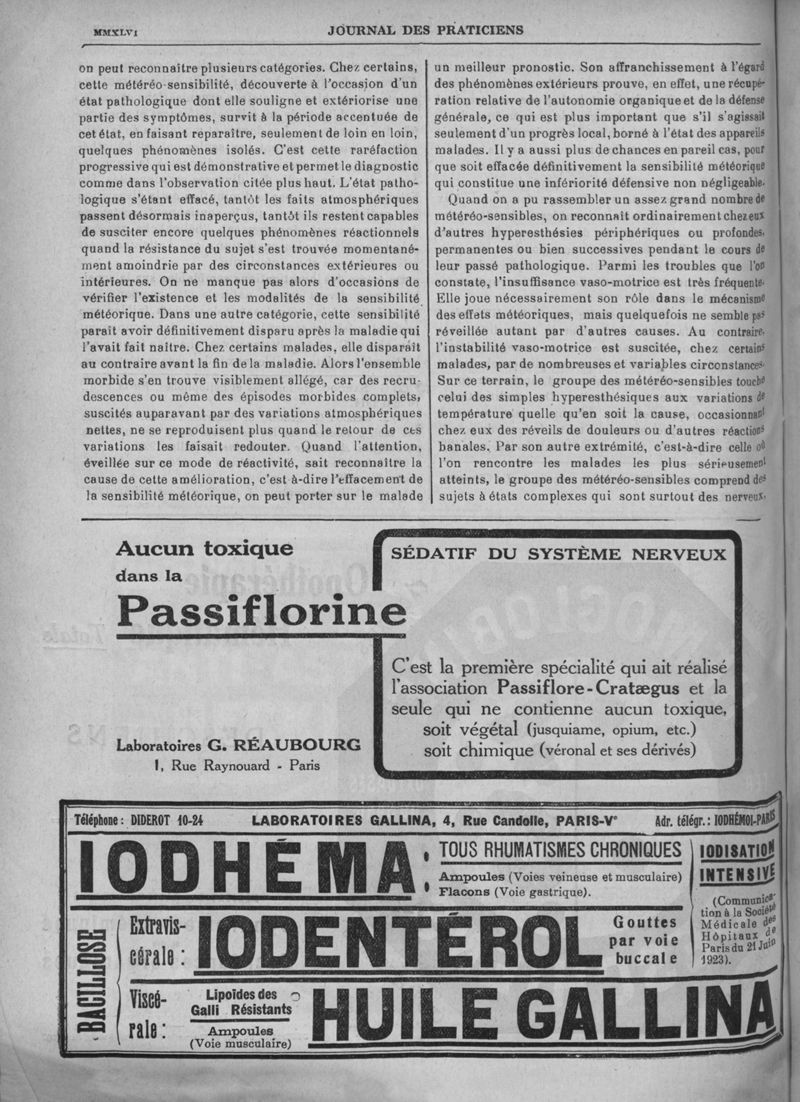 MMXLVI
JOURNAL DES PRATICIENS
on peut reconnaître plusieurs catégories. Chez certains,
cette météréo-sensibilité, découverte à l'occasion d'un
état pathologique dont elle souligne et extériorise une
partie des symptômes, survit à la période accentuée de
cet état, en faisant reparaître, seulement de loin en loin,
quelques phénomènes isolés. C'est cette raréfaction
progressive qui est démonstrative et permet le diagnostic
comme dans l'observation citée plus haut. L'état patho-
logique s'étant effacé, tantôt les faits atmosphériques
passent désormais inaperçus, tantôt ils restent capables
de susciter encore quelques phénomènes réactionnels
quand la résistance du sujet s'est trouvée momentané-
ment amoindrie par des circonstances extérieures ou
intérieures. On ne manque pas alors d'occasions de
vérifier l'existence et les modalités de la sensibilité
météorique. Dans une autre catégorie, cette sensibilité
paraît avoir définitivement disparu après la maladie qui
l'avait fait naître. Chez certains malades, elle disparaît
au contraire avant la fin de la maladie. Alors l'ensemble
morbide s'en trouve visiblement allégé, car des recru-
descences ou même des épisodes morbides complets,
suscités auparavant par des variations atmosphériques
nettes, ne se reproduisent plus quand le retour de ces
variations les faisait redouter. Quand l'attention,
éveillée sur ce mode de réactivité, sait reconnaître la
cause de cette amélioration, c'est à-dire l'effacement de
la sensibilité météorique, on peut porter sur le malade
un meilleur pronostic. Son affranchissement à l'égard
des phénomènes extérieurs prouve, en effet, une récupé-
ration relative de l'autonomie organique et de la défense
générale, ce qui est plus important que s'il s'agissait
seulement d'un progrès local, borné à l'état des appareils
malades. Il y a aussi plus de chances en pareil cas, pour
que soit effacée définitivement la sensibilité météorique
qui constitue une infériorité défensive non négligeable.
Quand on a pu rassembler un assez grand nombre de
météréo-sensibles, on reconnaît ordinairement chez eux
d'autres hyperesthésies périphériques ou profondes,
permanentes ou bien successives pendant le cours de
leur passé pathologique. Parmi les troubles que l'on
constate, l'insuffisance vaso-motrice est très fréquente.
Elle joue nécessairement son rôle dans le mécanisme
des effets météoriques, mais quelquefois ne semble pas
réveillée autant par d'autres causes. Au contraire,
l'instabilité vaso-motrice est suscitée, chez certains
malades, par de nombreuses et variables circonstances.
Sur ce terrain, le groupe des météréo-sensibles touche
celui des simples hyperesthésiques aux variations de
température quelle qu'en soit la cause, occasionnant
chez eux des réveils de douleurs ou d'autres réactions
banales. Par son autre extrémité, c'est-à-dire celle où
l'on rencontre les malades les plus sérieusement
atteints, le groupe des météréo-sensibles comprend des
sujets à états complexes qui sont surtout des nerveux.
Aucun toxique
dans la
Passiflorine
Laboratoires G. RÉAUBOURG
1, Rue Raynouard - Paris
SÉDATIF DU SYSTÈME NERVEUX
C'est la première spécialité qui ait réalisé
l'association Passiflore-Cratægus et la
seule qui ne contienne aucun toxique,
soit végétal (jusquiame, opium, etc.)
soit chimique (véronal et ses dérivés)
Téléphone : DIDEROT 10-24 LABORATOIRES GALLINA, 4, Rue Candolle, PARIS-Vᵉ Adr. télégr. : IODHÉMOL-PARIS
IODHÉMA :
TOUS RHUMATISMES CHRONIQUES
Ampoules (Voies veineuse et musculaire)
Flacons (Voie gastrique).
IODISATION
INTENSIVE
(Communica-
tion à la Société
Médicale des
Hôpitaux de
Paris du 21 Juin
1923).
BACILLOSE
Extravis-
cérale :
IODENTÉROL
Gouttes
par voie
buccale
Viscé-
rale :
Lipoïdes des
Galli Résistants
Ampoules
(Voie musculaire)
HUILE GALLINA